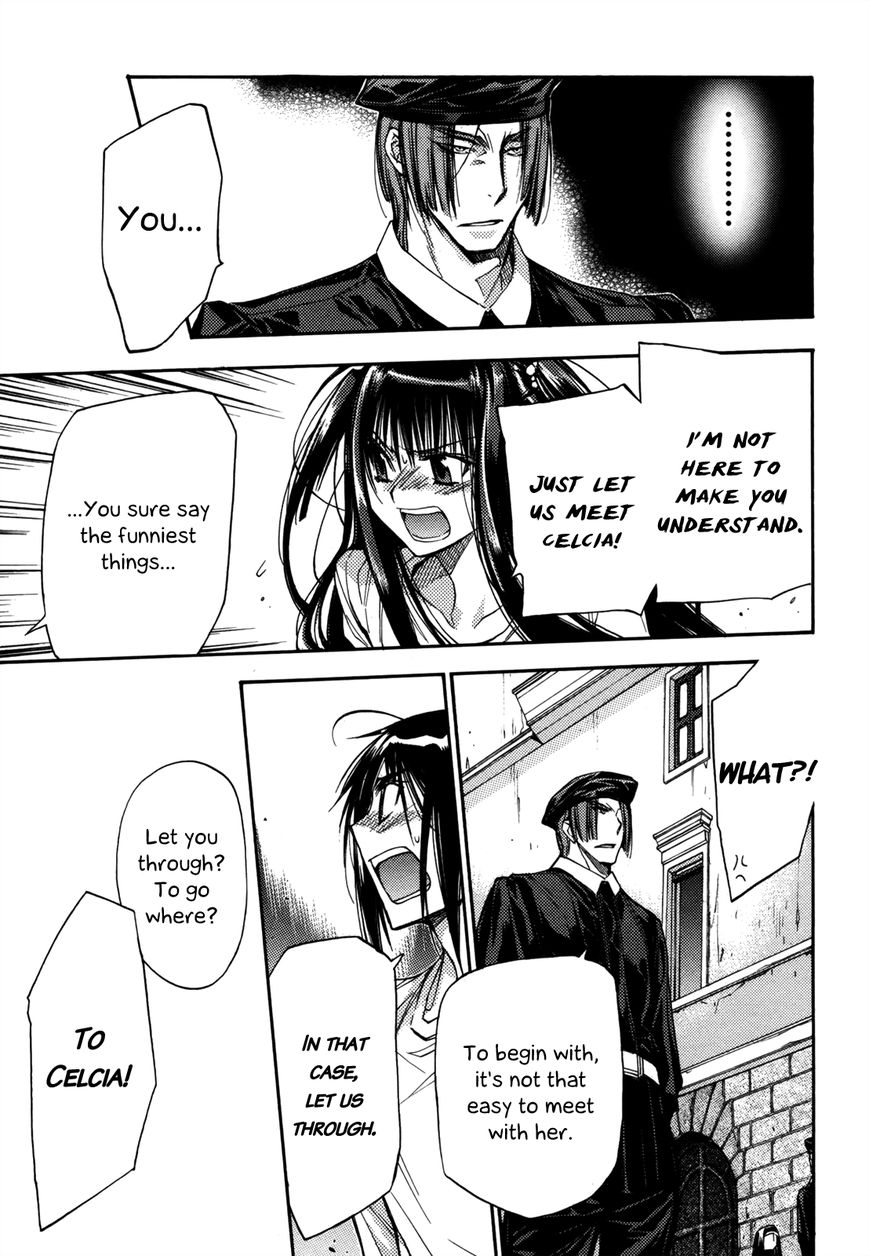 ..........
You...
I'M NOT
HERE TO
MAKE YOU
UNDERSTAND.
JUST LET
US MEET
CELCIA!
...You sure say
the funniest
things...
WHAT?!
To begin with,
it's not that
easy to meet
with her.
IN THAT
CASE,
LET US
THROUGH.
Let you
through?
To go
where?
TO
CELCIA!